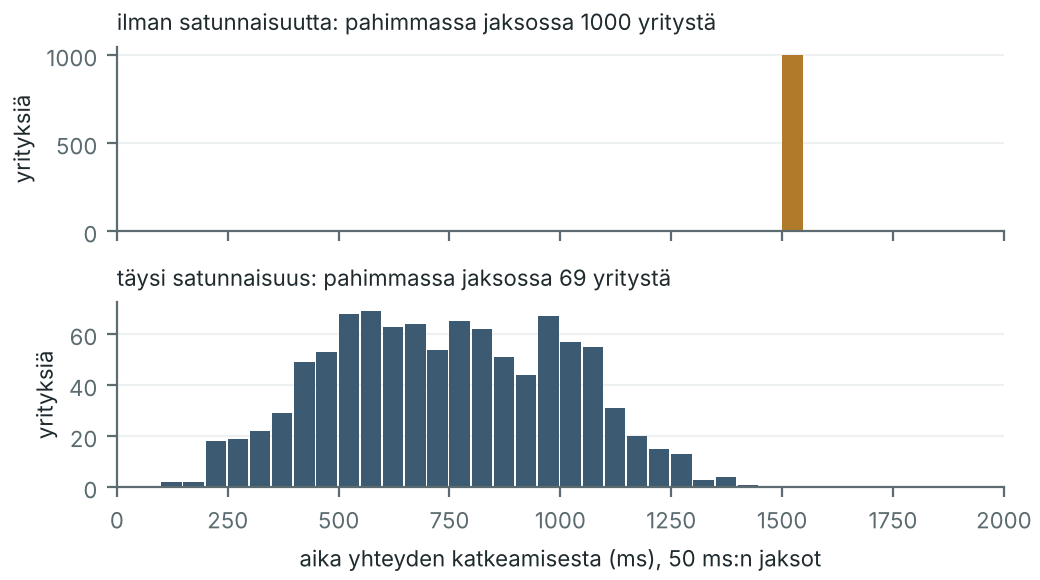 ilman satunnaisuutta: pahimmassa jaksossa 1000 yritystä
yrityksiä
1000
500
0
täysi satunnaisuus: pahimmassa jaksossa 69 yritystä
yrityksiä
60
40
20
0
0 250 500 750 1000 1250 1500 1750 2000
aika yhteyden katkeamisesta (ms), 50 ms:n jaksot